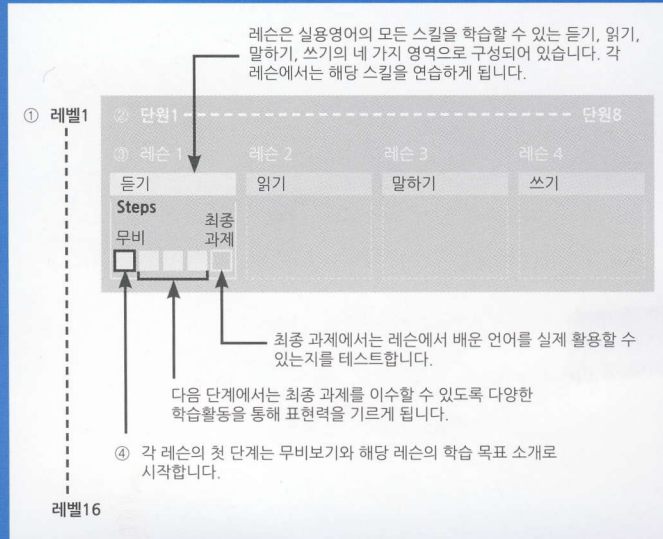 레슨은 실용영어의 모든 스킬을 학습할 수 있는 듣기, 읽기,
말하기, 쓰기의 네 가지 영역으로 구성되어 있습니다. 각
레슨에서는 해당 스킬을 연습하게 됩니다.
① 레벨1
② 단원1 단원8
③ 레슨 1 레슨 2 레슨 3 레슨 4
듣기 읽기 말하기 쓰기
Steps
무비 최종
과제
최종 과제에서는 레슨에서 배운 언어를 실제 활용할 수
있는지를 테스트합니다.
다음 단계에서는 최종 과제를 이수할 수 있도록 다양한
학습활동을 통해 표현력을 기르게 됩니다.
④ 각 레슨의 첫 단계는 무비보기와 해당 레슨의 학습 목표 소개로
시작합니다.
레벨16